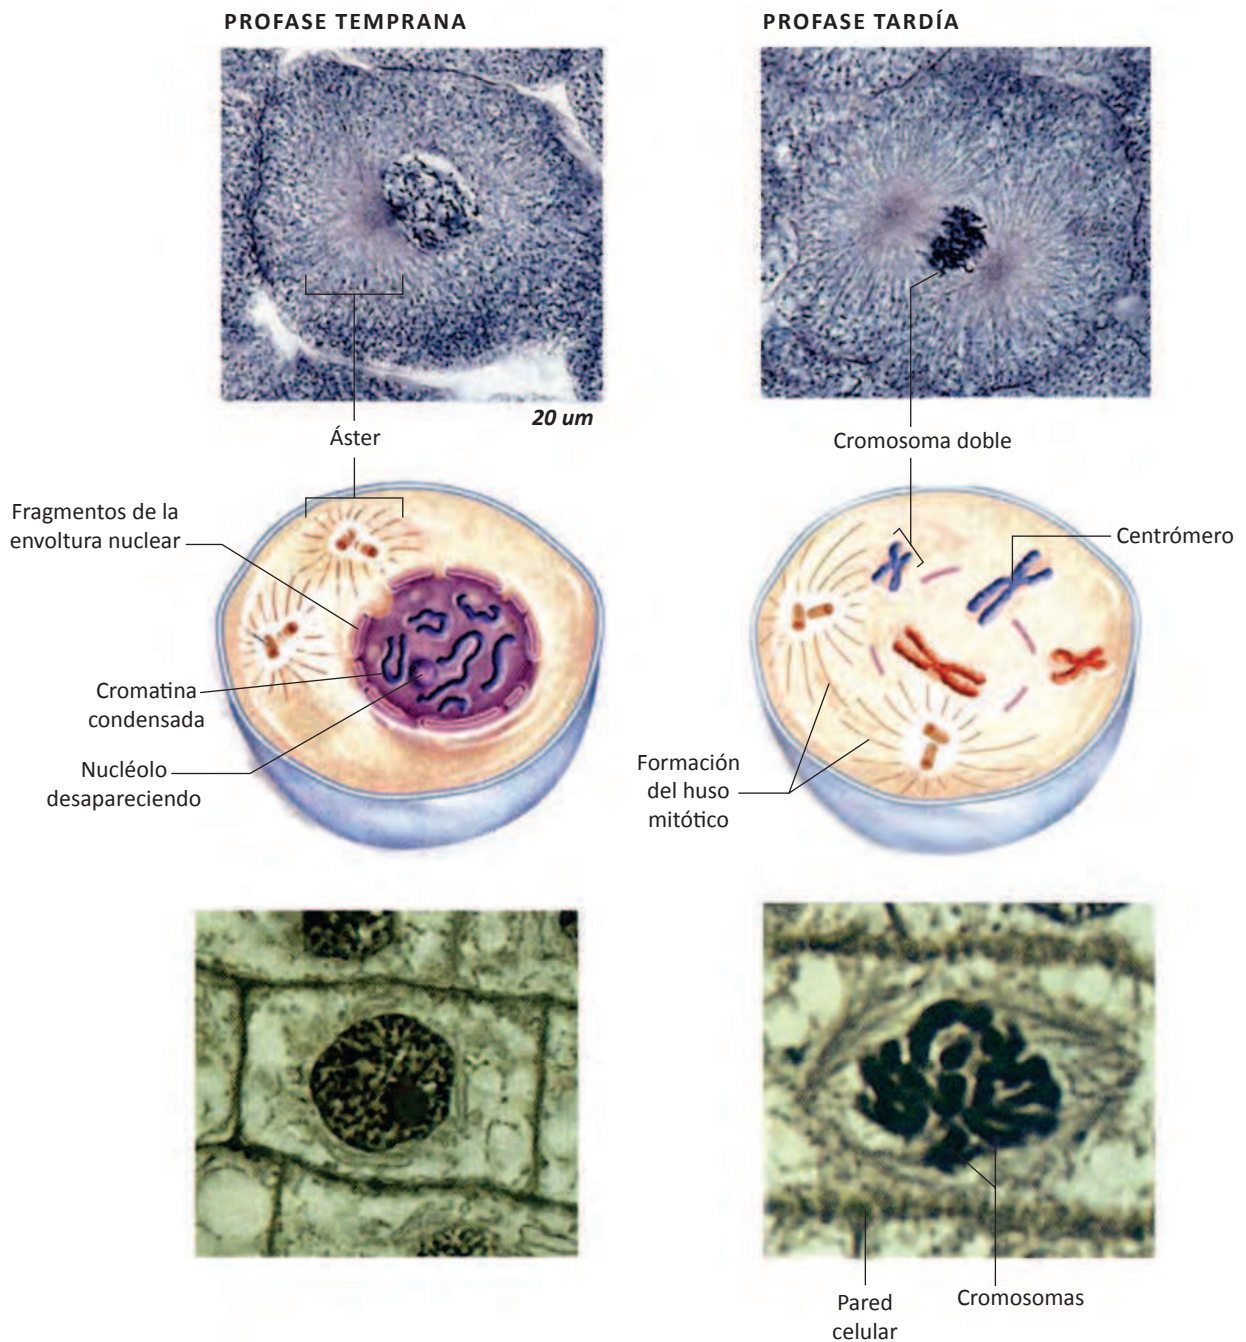 PROFASE TEMPRANA
PROFASE TARDÍA
20 um
Áster
Cromosoma doble
Fragmentos de la
envoltura nuclear
Centrómero
Cromatina
condensada
Nucléolo
desapareciendo
Formación
del huso
mitótico
Pared
celular
Cromosomas